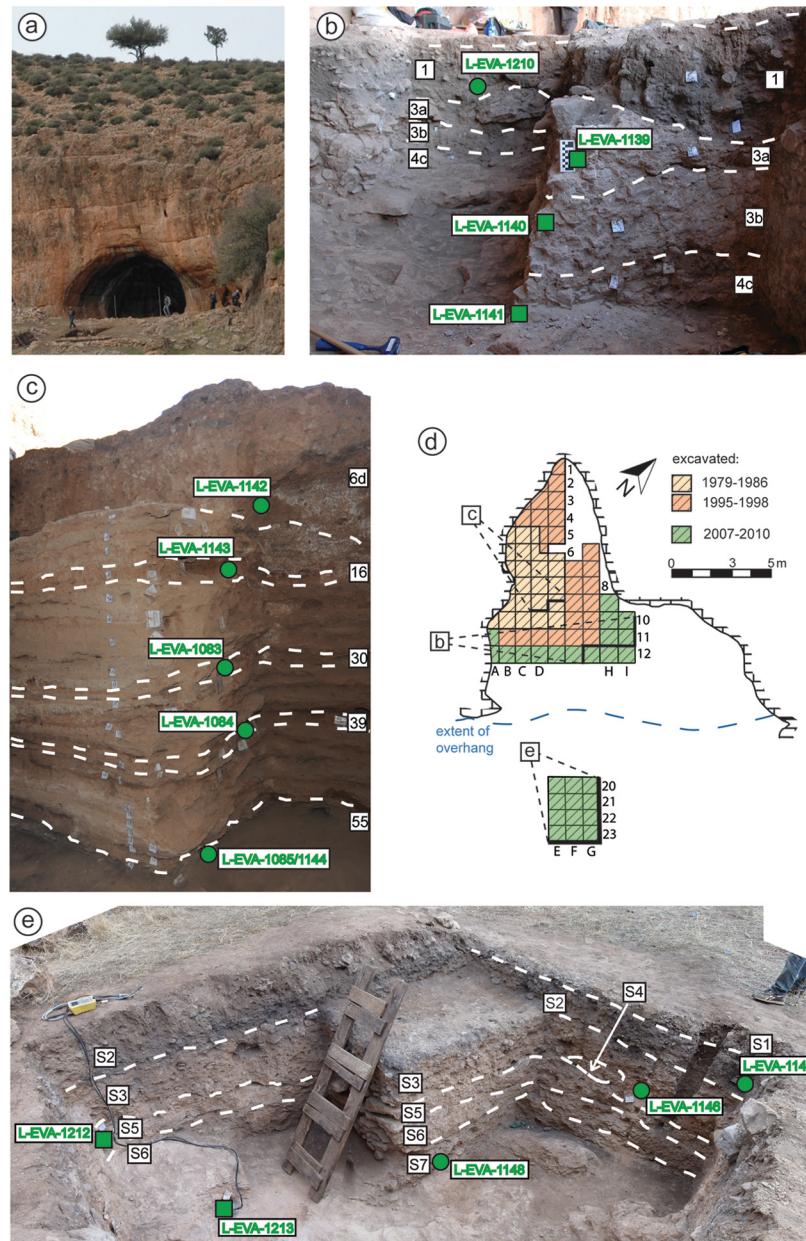 a
b
L-EVA-1210
1
1
3a
3b
4c
L-EVA-1139
3a
L-EVA-1140
3b
4c
L-EVA-1141
c
L-EVA-1142
6d
L-EVA-1143
16
L-EVA-1083
30
L-EVA-1084
39
55
L-EVA-1085/1144
d
excavated:
1979-1986
1995-1998
2007-2010
N
0 3 5m
c
b
1
2
3
4
5
6
8
10
11
12
A B C D H I
extent of
overhang
e
20
21
22
23
E F G
e
S4
S2
S1
S2
L-EVA-114
S3
S3
L-EVA-1146
S5
S5
L-EVA-1212
S6
S6
S7
L-EVA-1148
L-EVA-1213